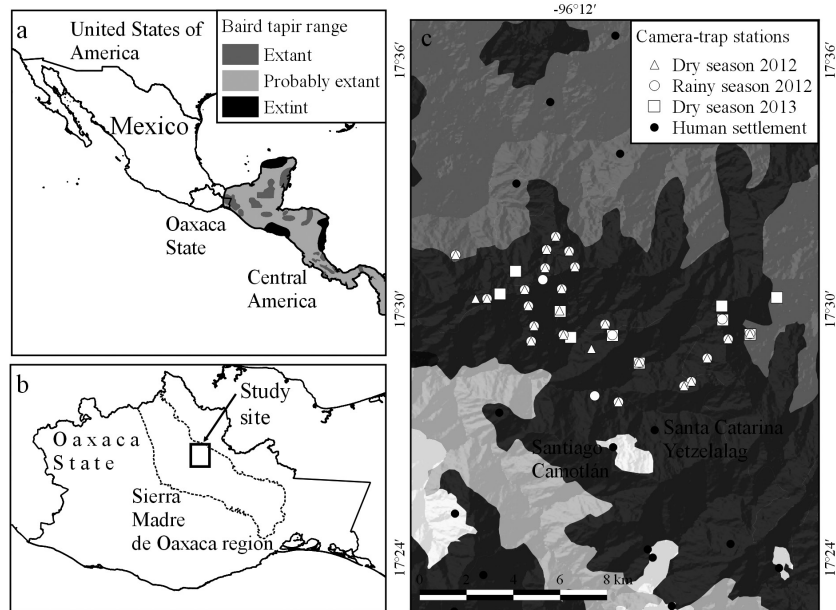 a
Baird tapir range
Extant
Probably extant
Extint
United States of
America
Mexico
Oaxaca
State
Central
America
b
Study
site
Oaxaca
State
Sierra
Madre
de Oaxaca region
-96°12′
c
Camera-trap stations
Dry season 2012
Rainy season 2012
Dry season 2013
Human settlement
17°36′
17°30′
17°24′
17°36′
17°30′
17°24′
Santa Catarina
Yetzelalag
Santiago
Camotlán
0 2 4 6 8 km